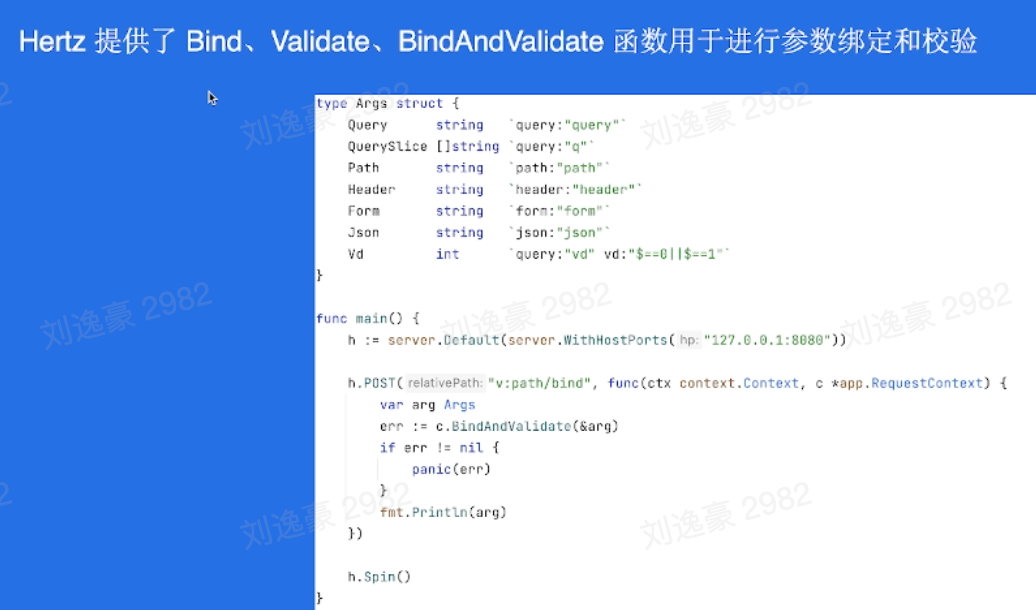 Hertz 提供了 Bind、Validate、BindAndValidate 函数用于进行参数绑定和校验
type Args struct {
    Query      string   `query:"query"`
    QuerySlice []string `query:"q"`
    Path       string   `path:"path"`
    Header     string   `header:"header"`
    Form       string   `form:"form"`
    Json       string   `json:"json"`
    Vd         int      `query:"vd" vd:"$==0||$==1"`
}
func main() {
    h := server.Default(server.WithHostPorts( hp: "127.0.0.1:8080"))
    h.POST( relativePath: "v:path/bind", func(ctx context.Context, c *app.RequestContext) {
        var arg Args
        err := c.BindAndValidate(&arg)
        if err != nil {
            panic(err)
        }
        fmt.Println(arg)
    })
    h.Spin()
}
刘逸豪 2982
刘逸豪 2982
刘逸豪 2982
刘逸豪 2982
刘逸豪 2982
刘逸豪 2982
刘逸豪 2982